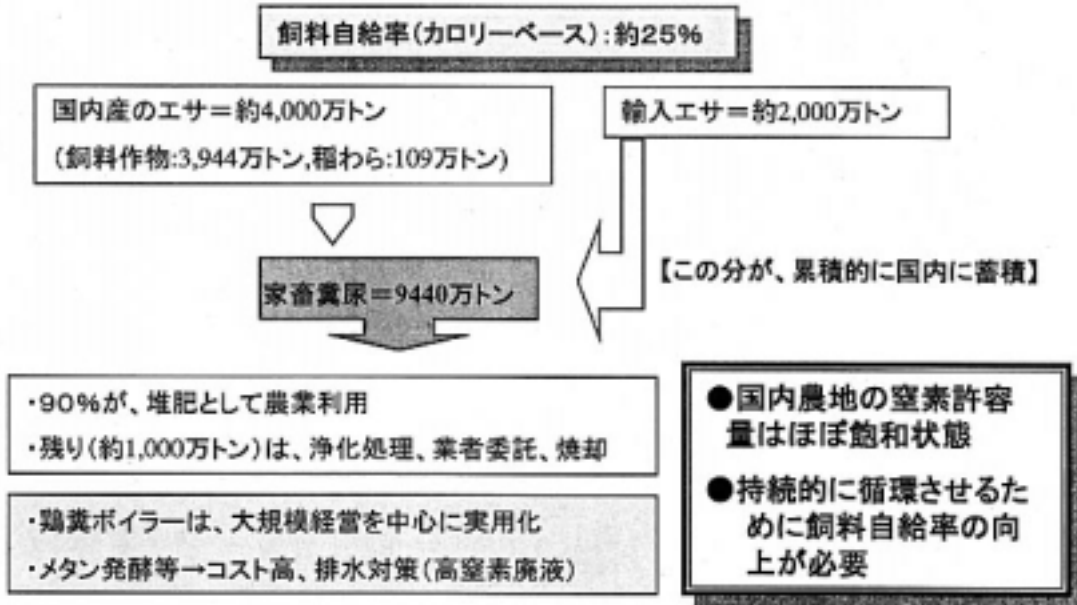 飼料自給率(カロリーベース):約25%
国内産のエサ=約4,000万トン
(飼料作物:3,944万トン,稲わら:109万トン)
輸入エサ=約2,000万トン
【この分が、累積的に国内に蓄積】
家畜糞尿=9440万トン
・90%が、堆肥として農業利用
・残り(約1,000万トン)は、浄化処理、業者委託、焼却
・鶏糞ボイラーは、大規模経営を中心に実用化
・メタン発酵等→コスト高、排水対策(高窒素廃液)
●国内農地の窒素許容
量はほぼ飽和状態
●持続的に循環させるた
めに飼料自給率の向
上が必要